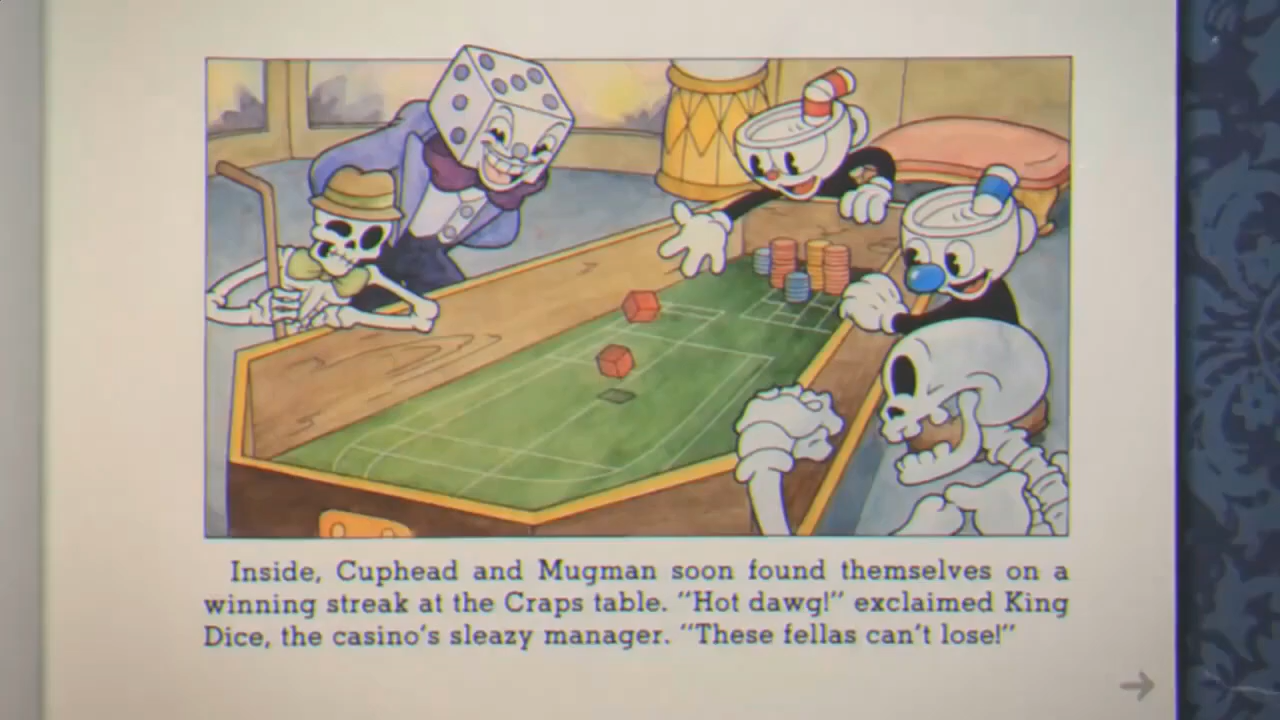 Inside, Cuphead and Mugman soon found themselves on a
winning streak at the Craps table. “Hot dawg!” exclaimed King
Dice, the casino’s sleazy manager. “These fellas can’t lose!”